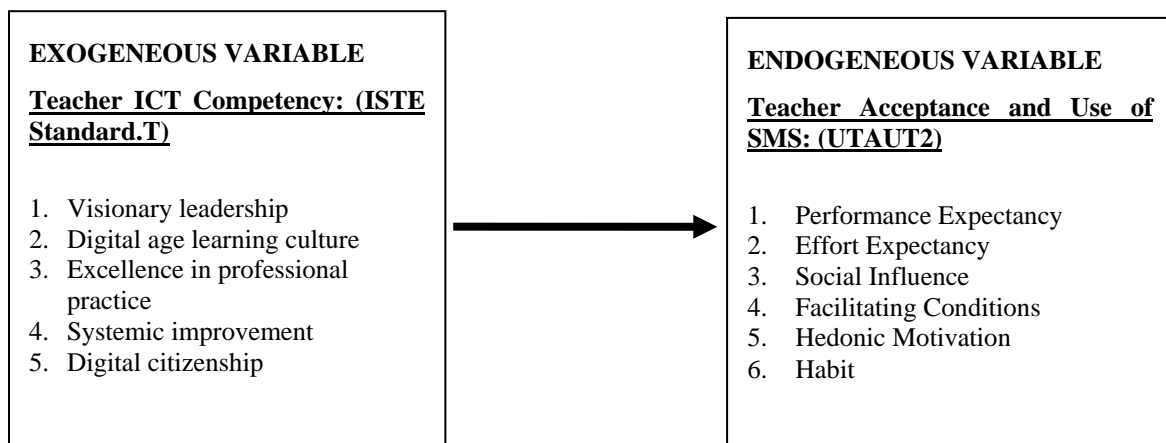 EXOGENEOUS VARIABLE
Teacher ICT Competency: (ISTE
Standard.T)
1. Visionary leadership
2. Digital age learning culture
3. Excellence in professional
practice
4. Systemic improvement
5. Digital citizenship
ENDOGENEOUS VARIABLE
Teacher Acceptance and Use of
SMS: (UTAUT2)
1. Performance Expectancy
2. Effort Expectancy
3. Social Influence
4. Facilitating Conditions
5. Hedonic Motivation
6. Habit